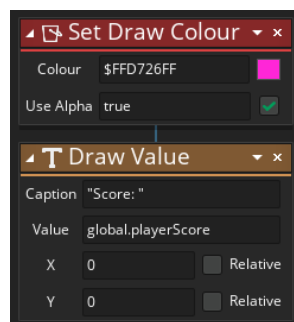 Set Draw Colour
Colour $FFD726FF
Use Alpha true
Draw Value
Caption "Score: "
Value global.playerScore
X 0 Relative
Y 0 Relative